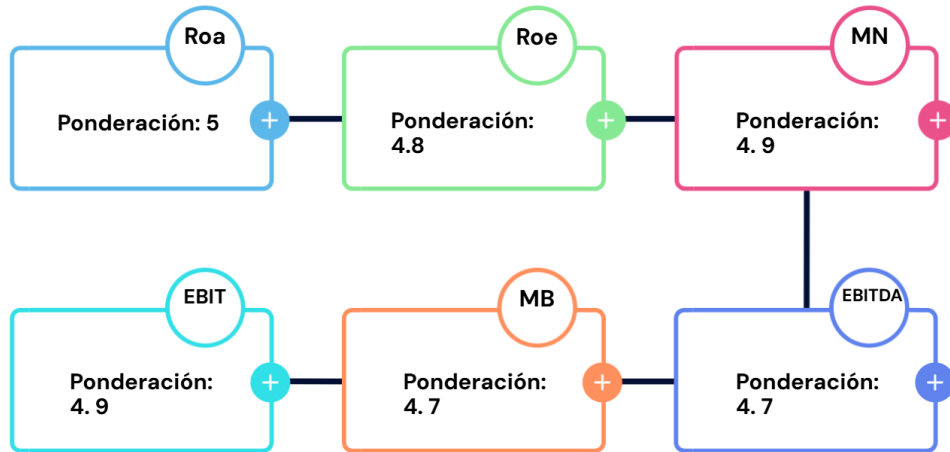 Roa
Ponderación: 5
Roe
Ponderación:
4.8
MN
Ponderación:
4. 9
EBIT
Ponderación:
4. 9
MB
Ponderación:
4. 7
EBITDA
Ponderación:
4. 7